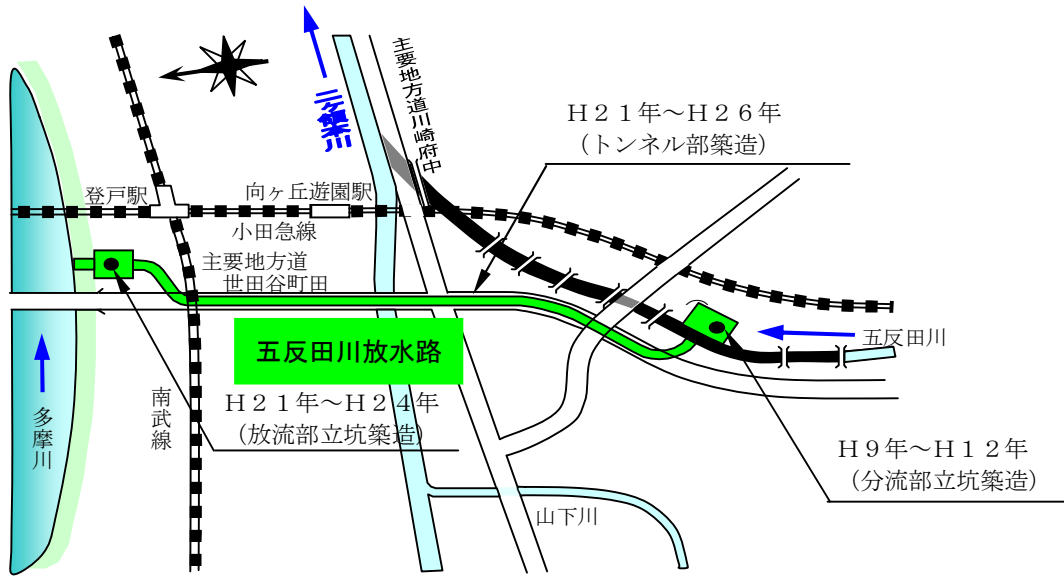 主要地方道川崎府中
二ヶ領本川
H21年～H26年
(トンネル部築造)
登戸駅
向ヶ丘遊園駅
小田急線
主要地方道
世田谷町田
五反田川放水路
五反田川
南武線
多摩川
H21年～H24年
(放流部立坑築造)
H9年～H12年
(分流部立坑築造)
山下川